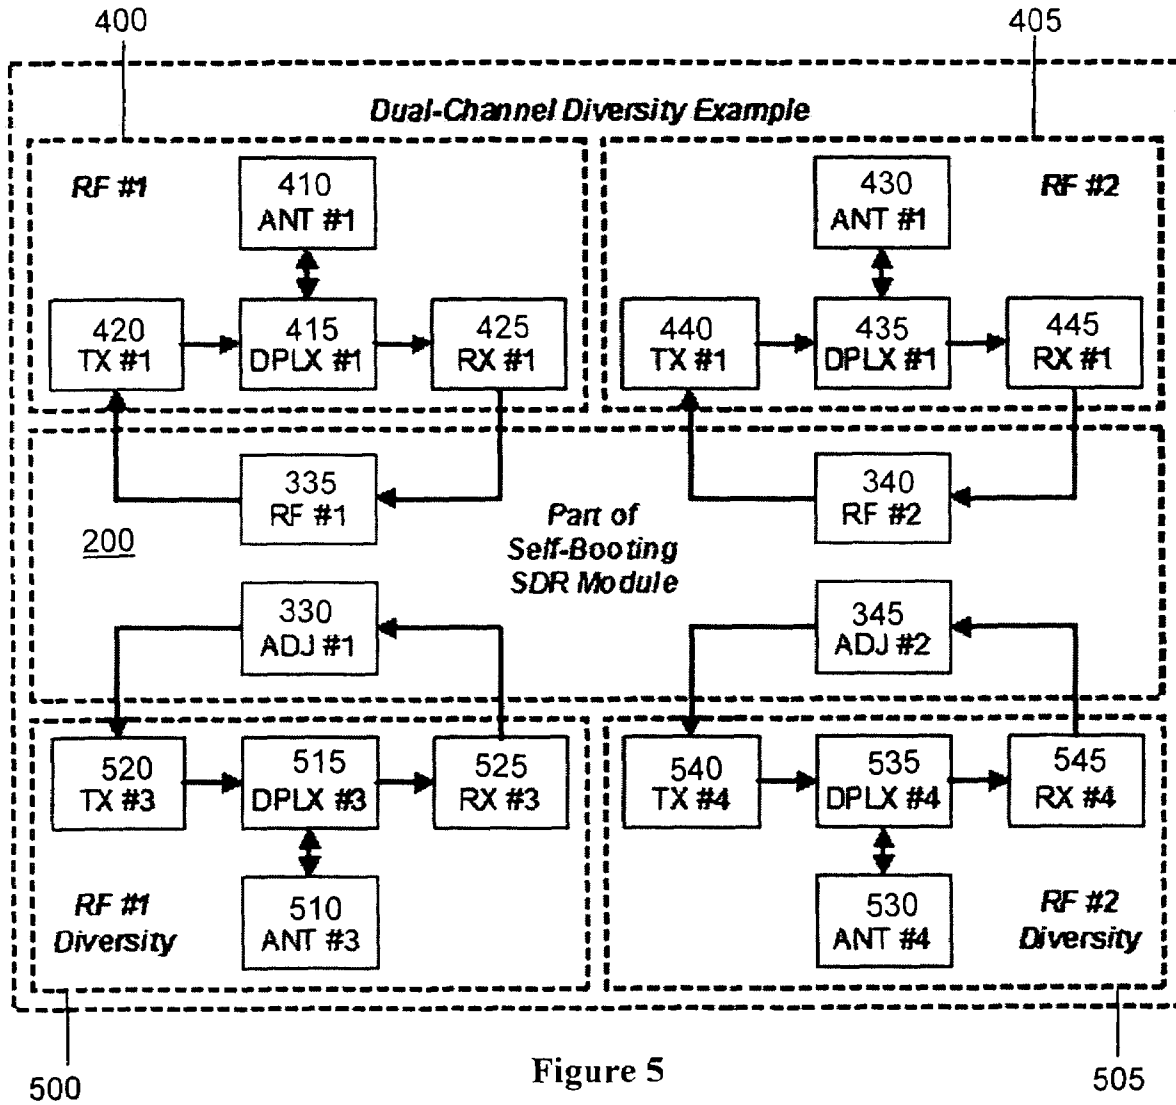 400
405
Dual-Channel Diversity Example
RF #1
410
ANT #1
430
ANT #1
RF #2
420
TX #1
415
DPLX #1
425
RX #1
440
TX #1
435
DPLX #1
445
RX #1
335
RF #1
340
RF #2
200
Part of
Self-Booting
SDR Module
330
ADJ #1
345
ADJ #2
520
TX #3
515
DPLX #3
525
RX #3
540
TX #4
535
DPLX #4
545
RX #4
RF #1
Diversity
510
ANT #3
530
ANT #4
RF #2
Diversity
500
Figure 5
505